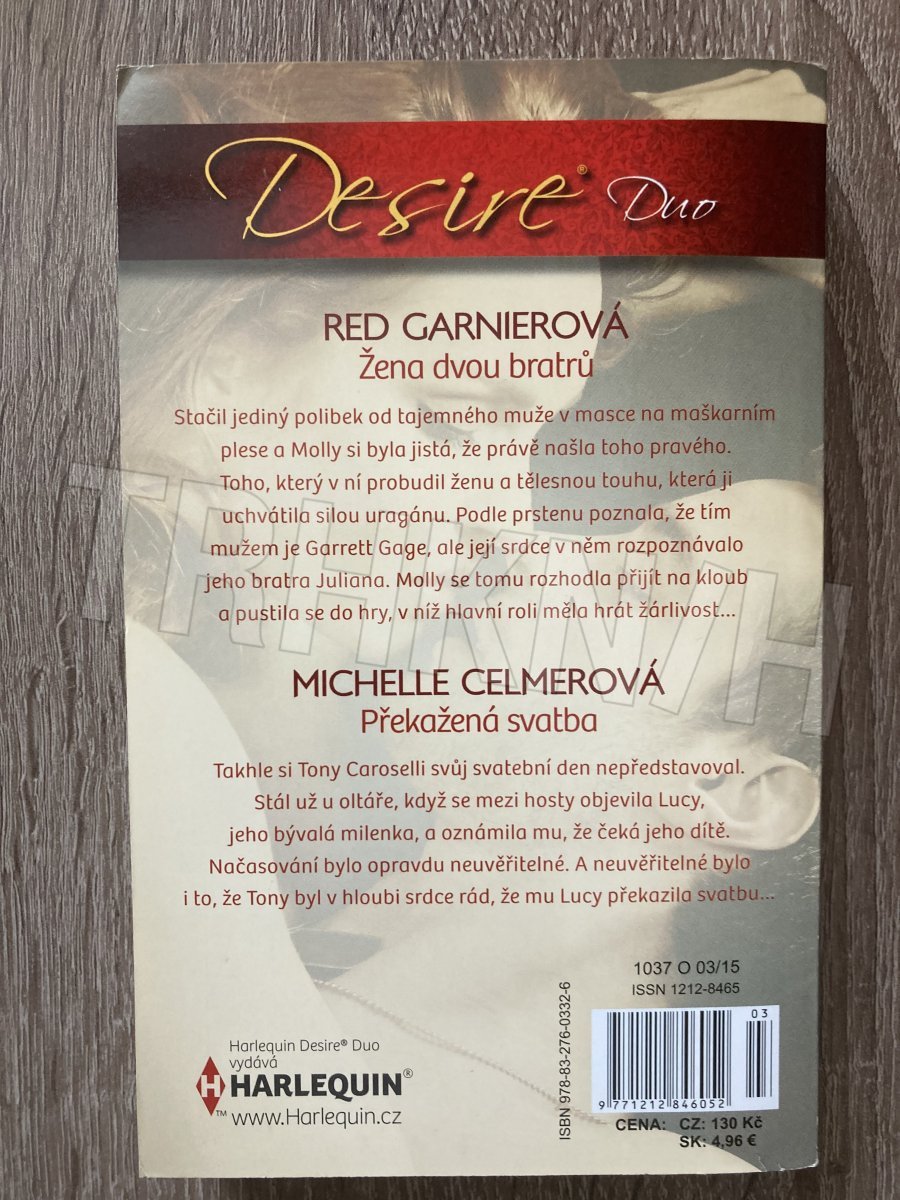 Desire® Duo
RED GARNIEROVÁ
Žena dvou bratrů
Stačil jediný polibek od tajemného muže v masce na maškarním
plese a Molly si byla jistá, že právě našla toho pravého.
Toho, který v ní probudil ženu a tělesnou touhu, která ji
uchvátila silou uragánu. Podle prstenu poznala, že tím
mužem je Garrett Gage, ale její srdce v něm rozpoznávalo
jeho bratra Juliana. Molly se tomu rozhodla přijít na kloub
a pustila se do hry, v níž hlavní roli měla hrát žárlivost...
TRHKNIH
MICHELLE CELMEROVÁ
Překažená svatba
Takhle si Tony Caroselli svůj svatební den nepředstavoval.
Stál už u oltáře, když se mezi hosty objevila Lucy,
jeho bývalá milenka, a oznámila mu, že čeká jeho dítě.
Načasování bylo opravdu neuvěřitelné. A neuvěřitelné bylo
i to, že Tony byl v hloubi srdce rád, že mu Lucy překazila svatbu...
1037 O 03/15
ISSN 1212-8465
03
ISBN 978-83-276-0332-6
9 771212 846052
CENA: CZ: 130 Kč
SK: 4,96 €
Harlequin Desire® Duo
vydává
H HARLEQUIN®
™
www.Harlequin.cz